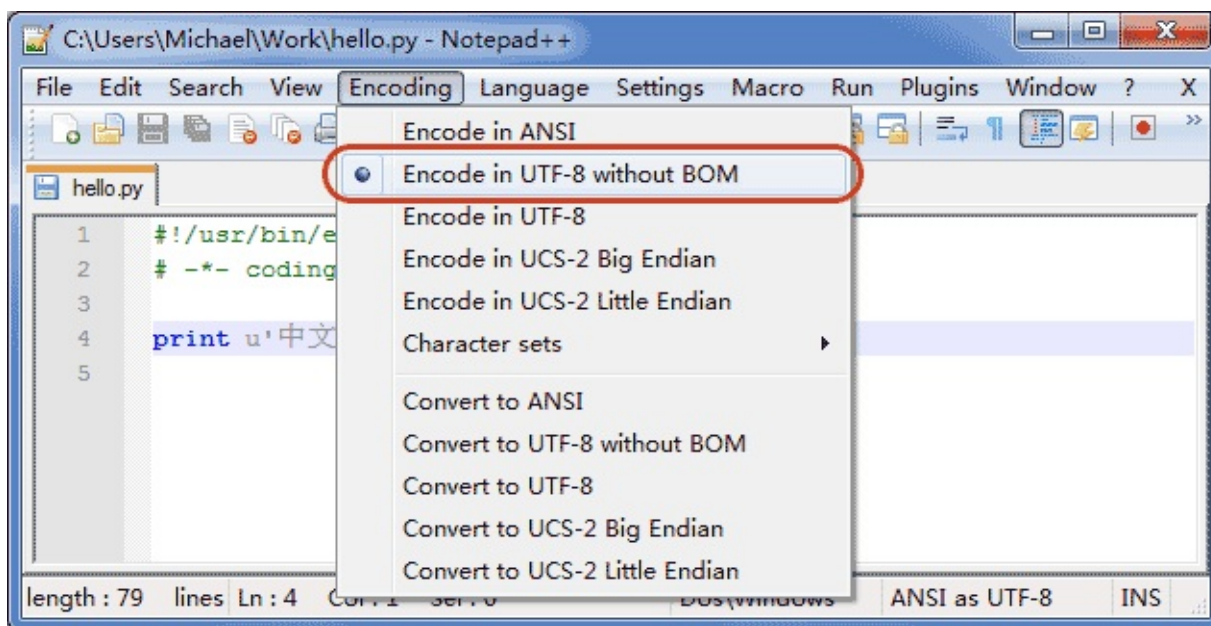 C:\Users\Michael\Work\hello.py - Notepad++
File Edit Search View Encoding Language Settings Macro Run Plugins Window ? X
hello.py
Encode in ANSI
Encode in UTF-8 without BOM
Encode in UTF-8
Encode in UCS-2 Big Endian
Encode in UCS-2 Little Endian
Character sets
Convert to ANSI
Convert to UTF-8 without BOM
Convert to UTF-8
Convert to UCS-2 Big Endian
Convert to UCS-2 Little Endian
1 #!/usr/bin/e
2 # -*- coding
3
4 print u'中文
5
length : 79 lines Ln : 4 ANSI as UTF-8 INS